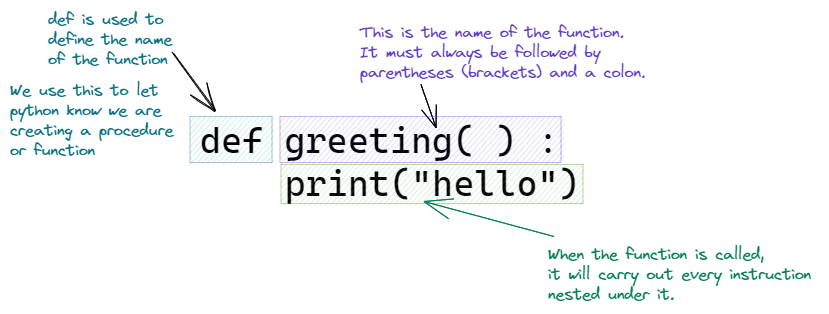 def is used to
define the name
of the function
We use this to let
python know we are
creating a procedure
or function
This is the name of the function.
It must always be followed by
parentheses (brackets) and a colon.
def greeting( ) :
print("hello")
When the function is called,
it will carry out every instruction
nested under it.